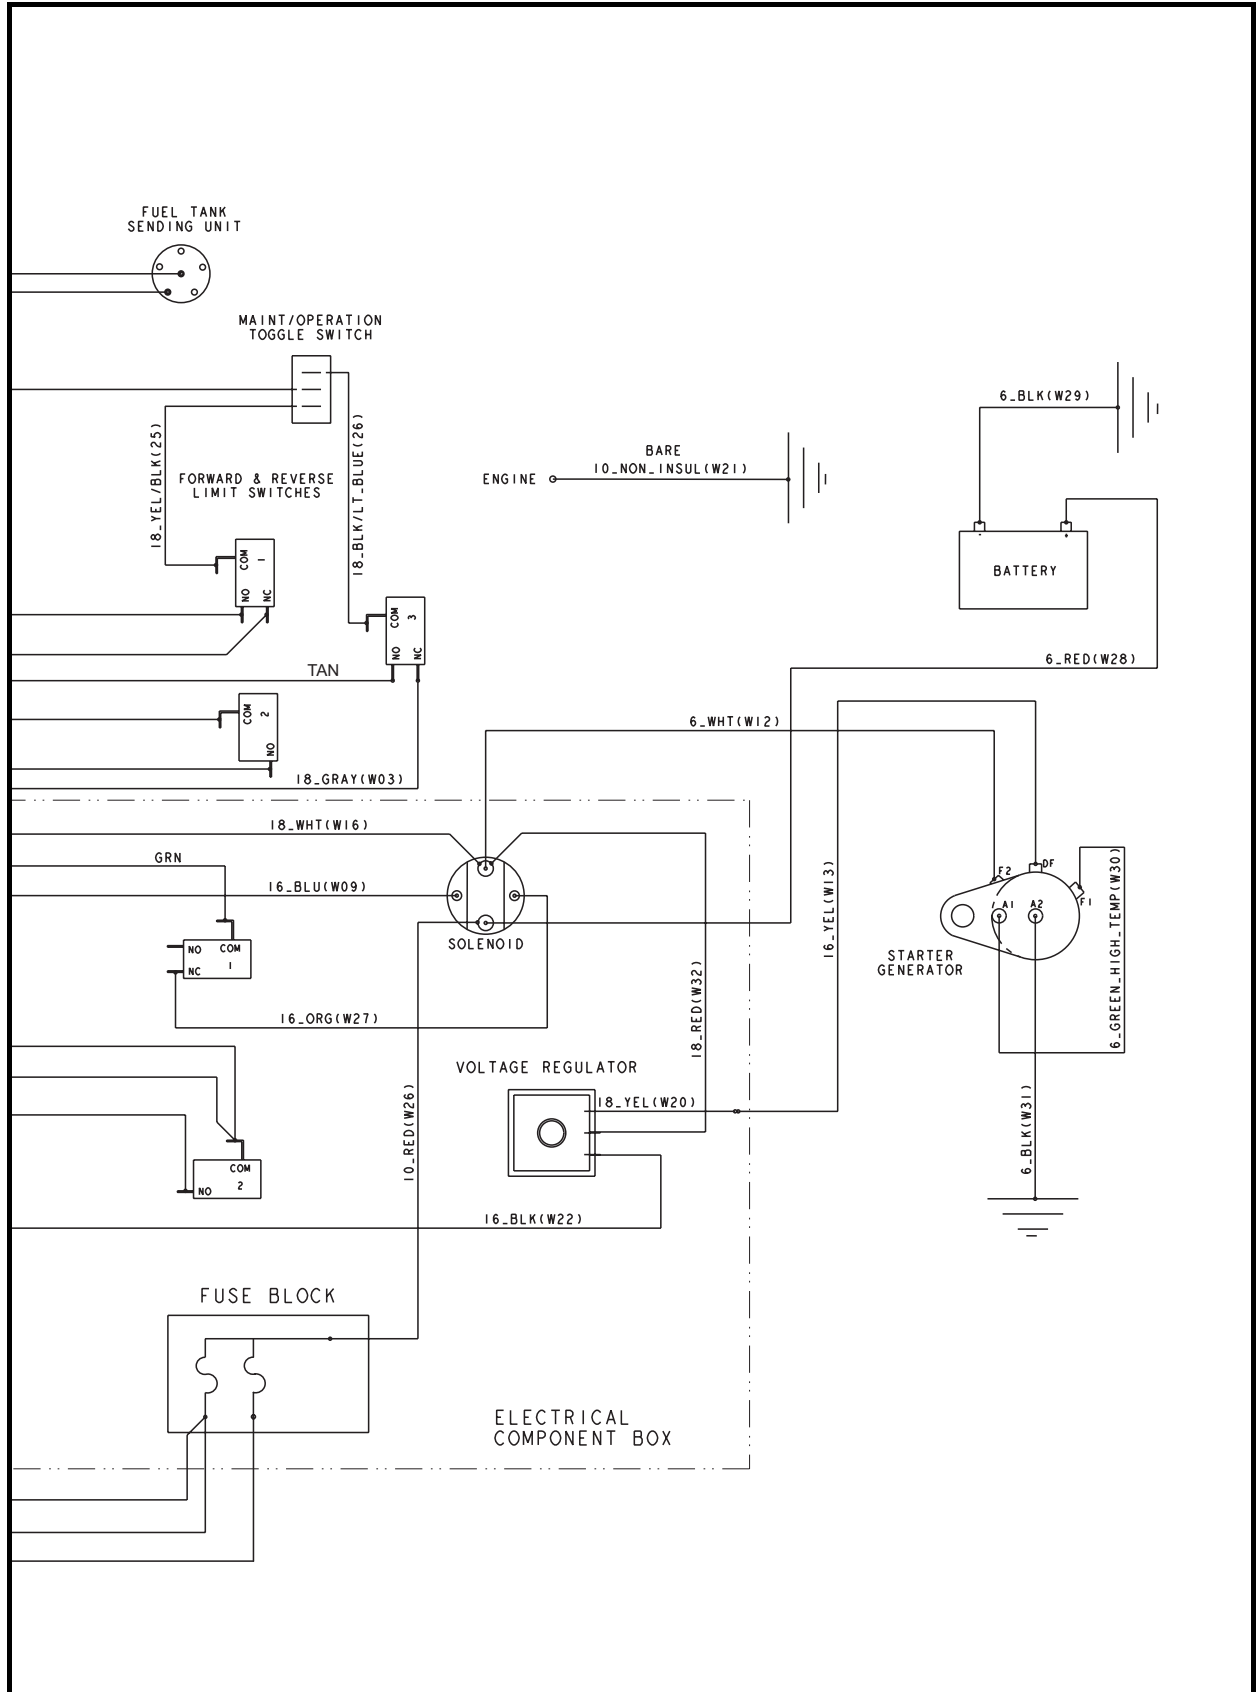 FUEL TANK
SENDING UNIT
MAINT/OPERATION
TOGGLE SWITCH
6_BLK(W29)
18_YEL/BLK(25)
18_BLK/LT_BLUE(26)
BARE
10_NON_INSUL(W21)
ENGINE
FORWARD & REVERSE
LIMIT SWITCHES
- +
BATTERY
COM 1
NO NC
COM 3
NO NC
6_RED(W28)
TAN
COM 2
NO
6_WHT(W12)
18_GRAY(W03)
18_WHT(W16)
GRN
16_BLU(W09)
SOLENOID
NO COM
NC 1
16_YEL(W13)
F2 DF
A1 A2 F1
6_GREEN_HIGH_TEMP(W30)
STARTER
GENERATOR
16_ORG(W27)
18_RED(W32)
VOLTAGE REGULATOR
18_YEL(W20)
10_RED(W26)
6_BLK(W31)
COM
NO 2
16_BLK(W22)
FUSE BLOCK
ELECTRICAL
COMPONENT BOX